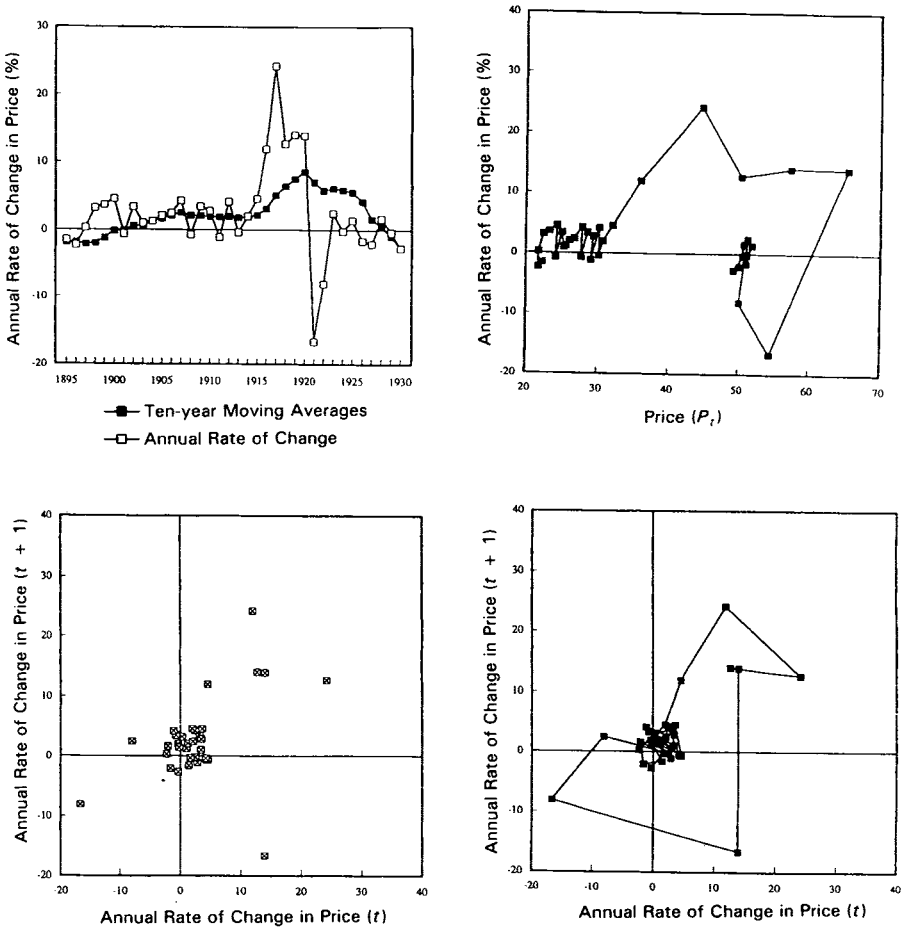 Annual Rate of Change in Price (%)
30
20
10
0
-10
-20
1895 1900 1905 1910 1915 1920 1925 1930
Ten-year Moving Averages
Annual Rate of Change
Annual Rate of Change in Price (%)
40
30
20
10
0
-10
-20
20 30 40 50 60 70
Price (Pt)
Annual Rate of Change in Price (t + 1)
40
30
20
10
0
-10
-20
-20 -10 0 10 20 30 40
Annual Rate of Change in Price (t)
Annual Rate of Change in Price (t + 1)
40
30
20
10
0
-10
-20
-20 -10 0 10 20 30 40
Annual Rate of Change in Price (t)